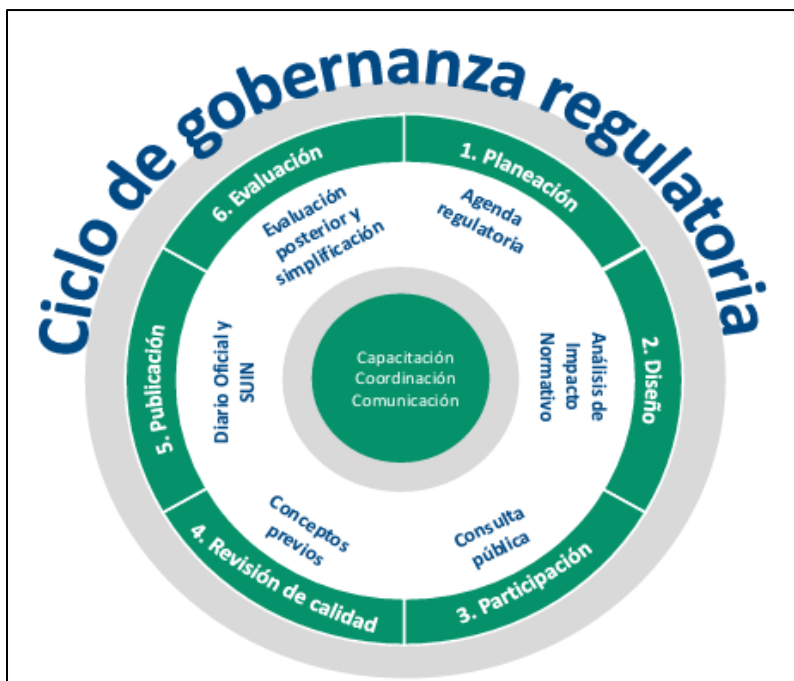 Ciclo de gobernanza regulatoria
1. Planeación
Agenda
regulatoria
2. Diseño
Análisis de
Impacto
Normativo
3. Participación
Consulta
pública
4. Revisión de calidad
Conceptos
previos
5. Publicación
Diario Oficial y
SUIN
6. Evaluación
Evaluación
posterior y
simplificación
Capacitación
Coordinación
Comunicación